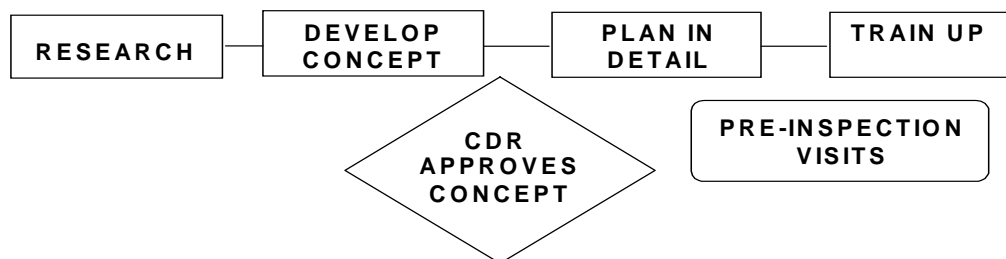 RESEARCH
DEVELOP
CONCEPT
PLAN IN
DETAIL
TRAIN UP
CDR
APPROVES
CONCEPT
PRE-INSPECTION
VISITS